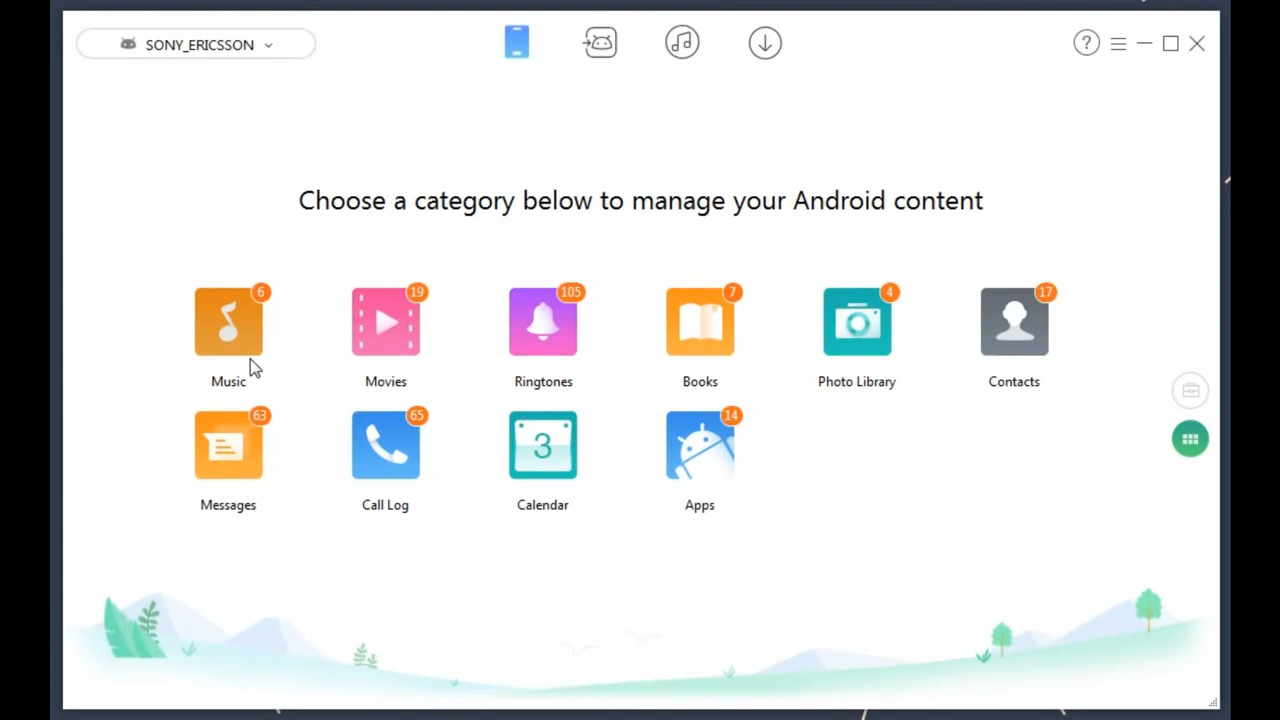 SONY_ERICSSON
?
Choose a category below to manage your Android content
6 19 105 7 4 17
Music Movies Ringtones Books Photo Library Contacts
63 65 3 14
Messages Call Log Calendar Apps